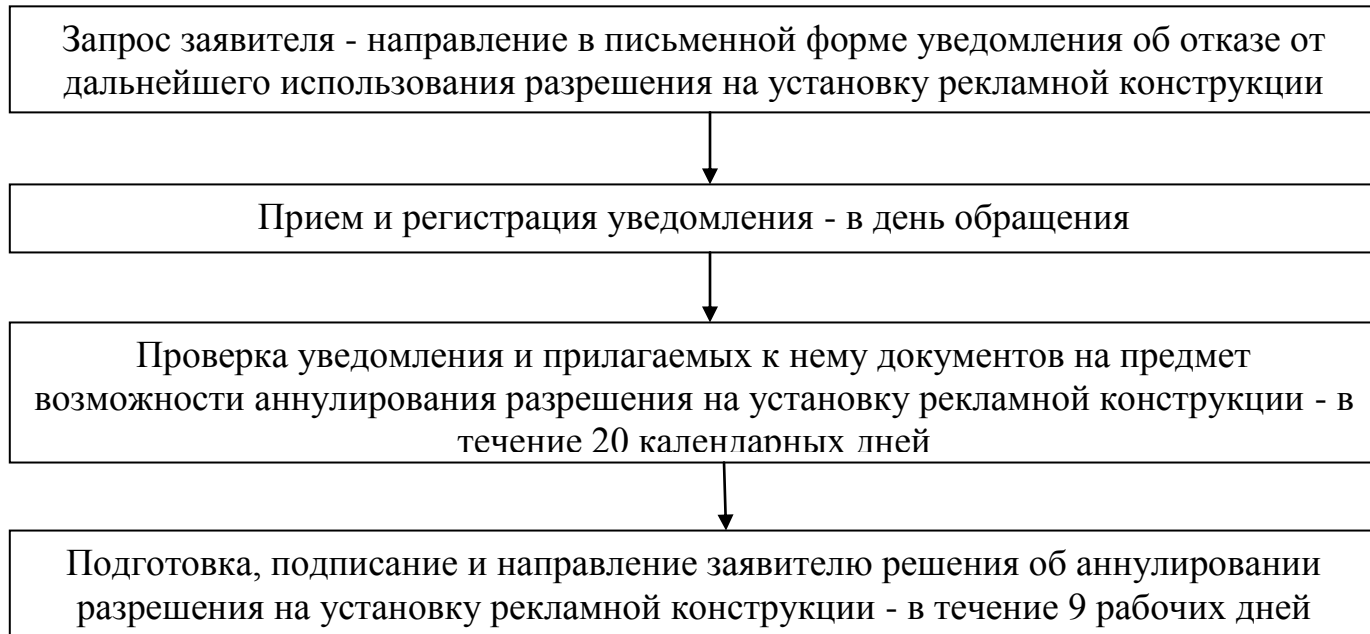 Запрос заявителя - направление в письменной форме уведомления об отказе от
дальнейшего использования разрешения на установку рекламной конструкции
Прием и регистрация уведомления - в день обращения
Проверка уведомления и прилагаемых к нему документов на предмет
возможности аннулирования разрешения на установку рекламной конструкции - в
течение 20 календарных дней
Подготовка, подписание и направление заявителю решения об аннулировании
разрешения на установку рекламной конструкции - в течение 9 рабочих дней